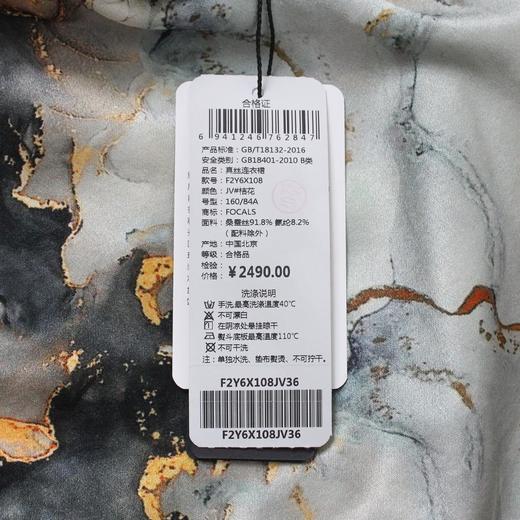 合格证
6 941246 762847
产品标准: GB/T18132-2016
安全类别: GB18401-2010 B类
品名: 真丝连衣裙
款号: F2Y6X108
颜色: JV#桔花
号型: 160/84A
商标: FOCALS
面料: 桑蚕丝91.8% 氨纶8.2%
(配料除外)
产地: 中国北京
等级: 合格品
检验:
价格: ¥2490.00
洗涤说明
手洗,最高洗涤温度40℃
不可漂白
在阴凉处悬挂晾干
熨斗底板最高温度110℃
不可干洗
注: 单独水洗、垫布熨烫、不可拧干。
F2Y6X108JV36
F2Y6X108JV36